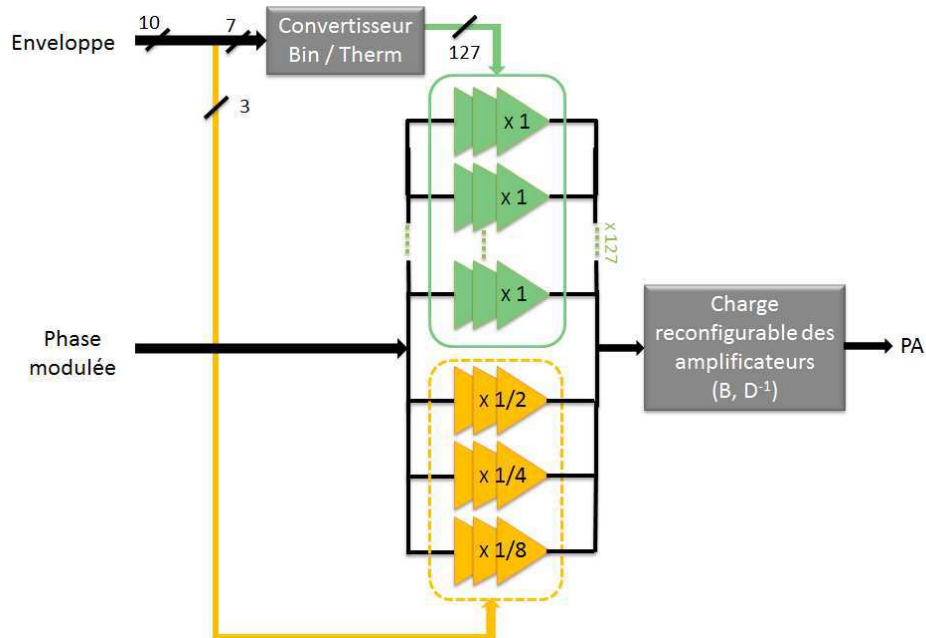 10
7
Enveloppe
Convertisseur
Bin / Therm
127
3
x 1
x 1
x 127
x 1
Phase
modulée
Charge
reconfigurable des
amplificateurs
(B, D⁻¹)
PA
x 1/2
x 1/4
x 1/8